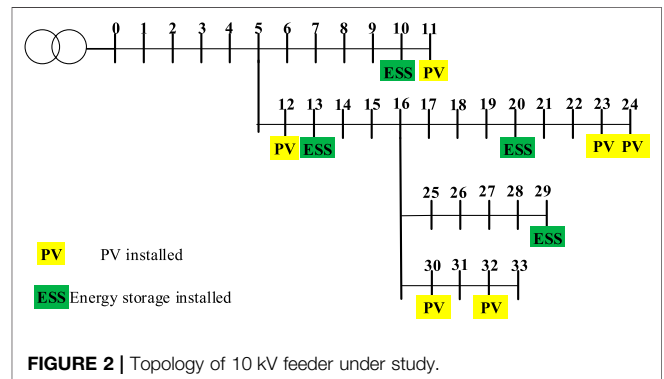 0 1 2 3 4 5 6 7 8 9 10 11
ESS PV
12 13 14 15 16 17 18 19 20 21 22 23 24
PV ESS ESS PV PV
25 26 27 28 29
ESS
PV PV installed
30 31 32 33
ESS Energy storage installed
PV PV
FIGURE 2 | Topology of 10 kV feeder under study.